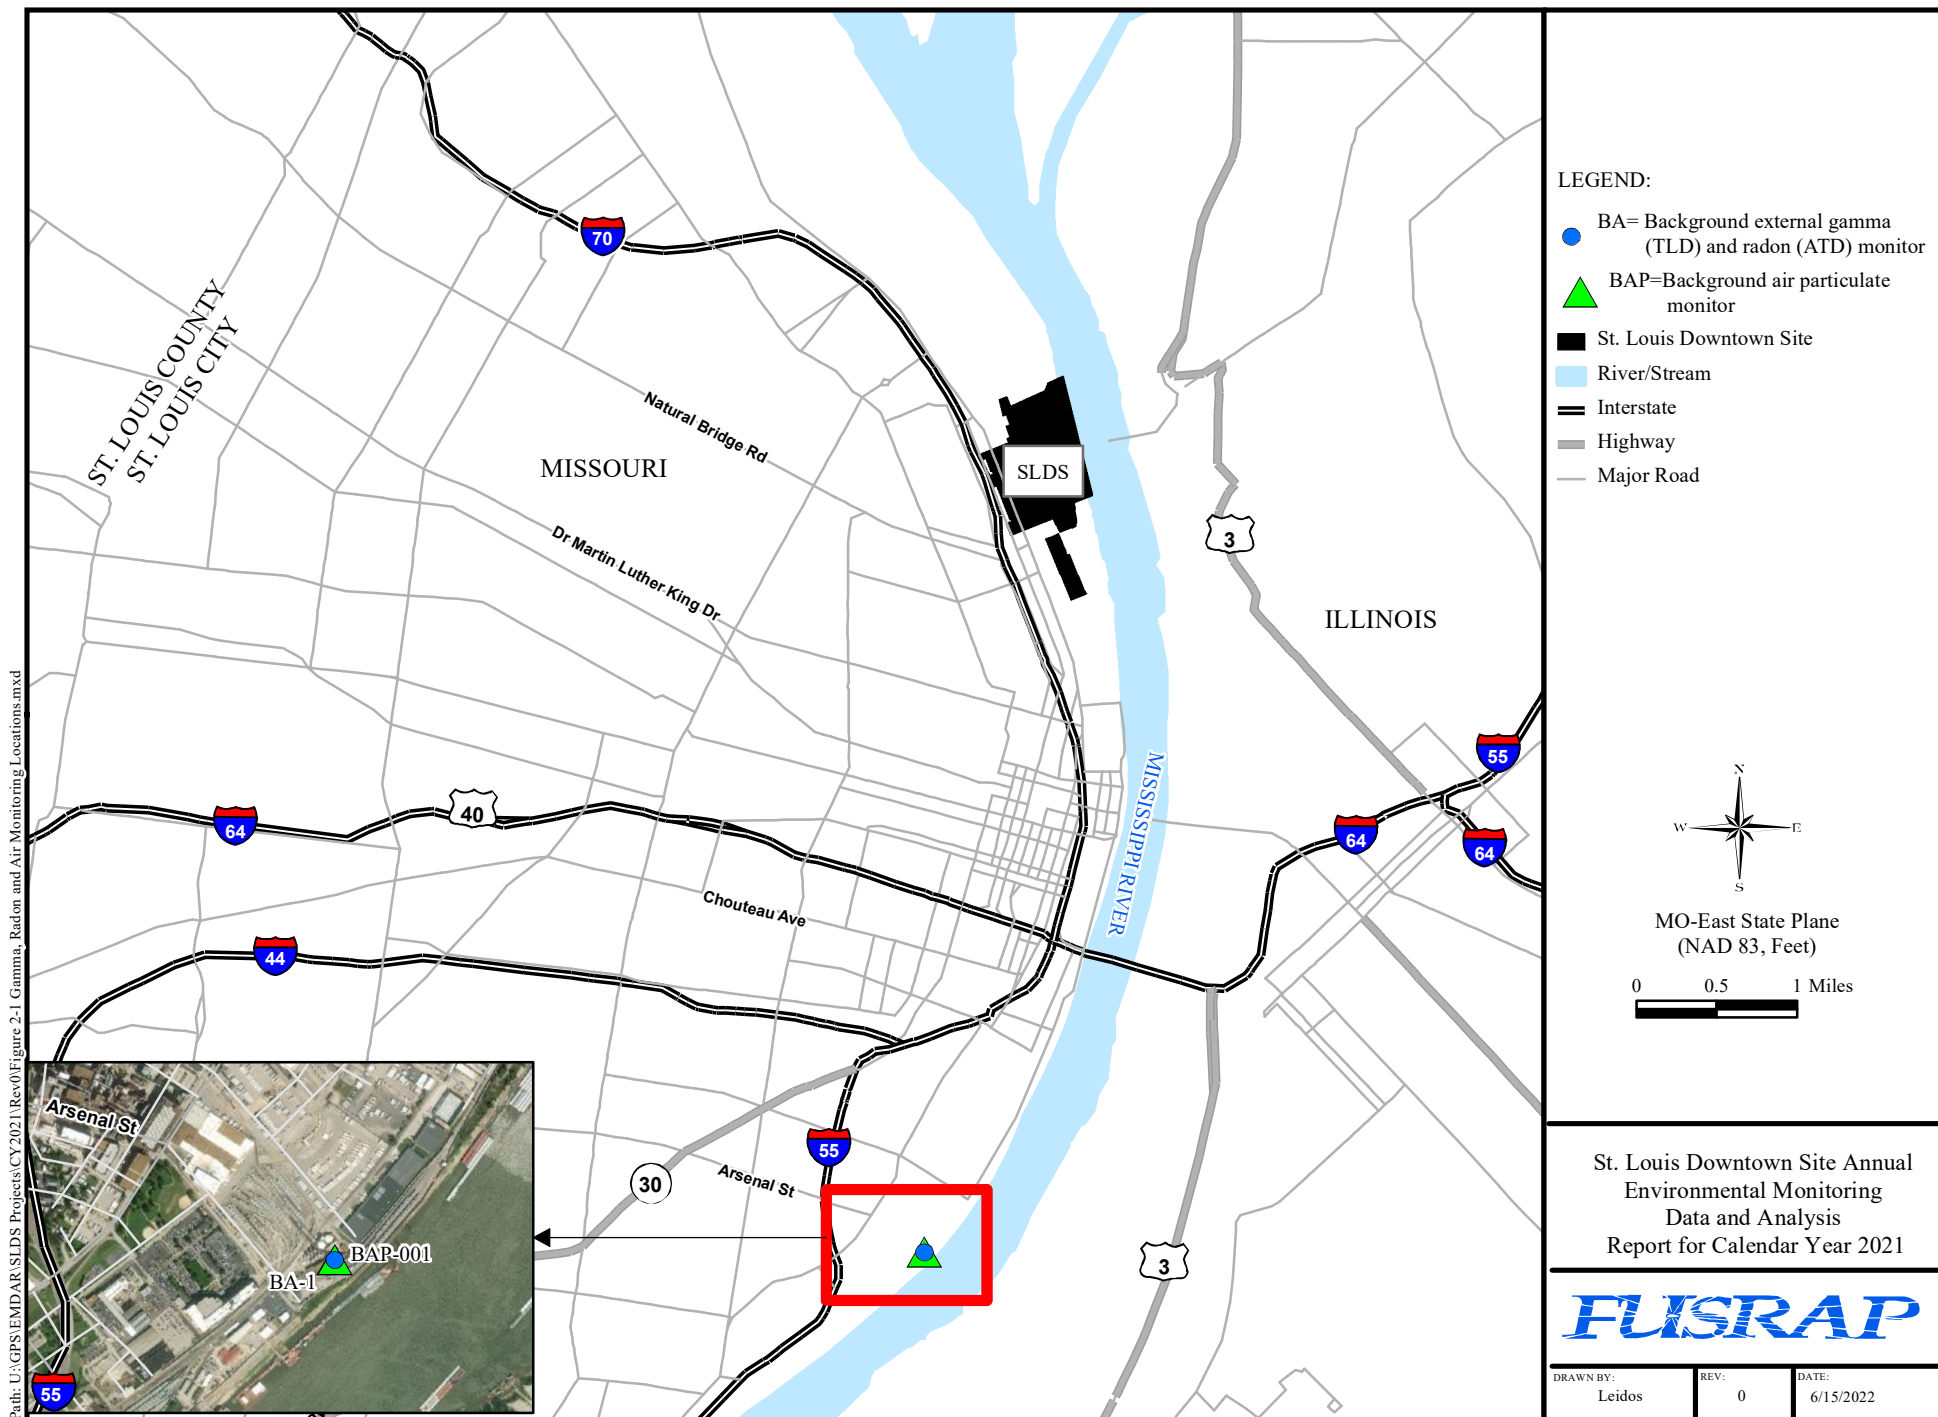 Path: U:\GPS\EMDAR\SLDS Projects\CY2021\Rev0\Figure 2-1 Gamma, Radon and Air Monitoring Locations.mxd
70
ST. LOUIS COUNTY
ST. LOUIS CITY
Natural Bridge Rd
MISSOURI
SLDS
Dr Martin Luther King Dr
3
ILLINOIS
55
MISSISSIPPI RIVER
40
64
64
64
Chouteau Ave
44
55
Arsenal St
30
3
Arsenal St
BAP-001
BA-1
55
LEGEND:
BA= Background external gamma
(TLD) and radon (ATD) monitor
BAP=Background air particulate
monitor
St. Louis Downtown Site
River/Stream
Interstate
Highway
Major Road
N
W E
S
MO-East State Plane
(NAD 83, Feet)
0 0.5 1 Miles
St. Louis Downtown Site Annual
Environmental Monitoring
Data and Analysis
Report for Calendar Year 2021
FUSRAP
DRAWN BY:
Leidos
REV:
0
DATE:
6/15/2022